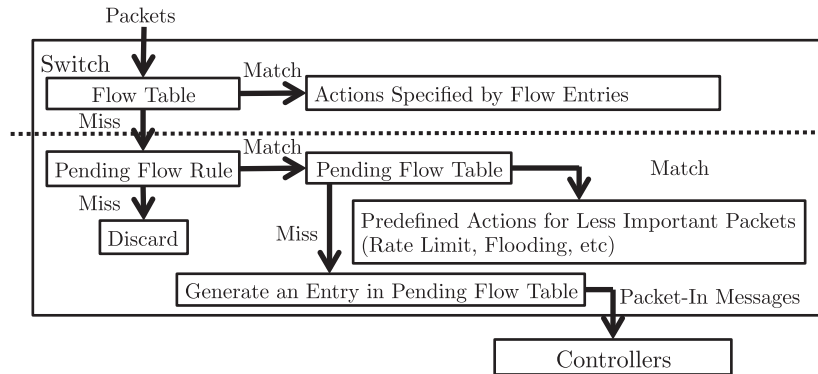 Packets
Switch
Match
Flow Table
Actions Specified by Flow Entries
Miss
Match
Pending Flow Rule
Pending Flow Table
Match
Miss
Discard
Predefined Actions for Less Important Packets
(Rate Limit, Flooding, etc)
Miss
Generate an Entry in Pending Flow Table
Packet-In Messages
Controllers